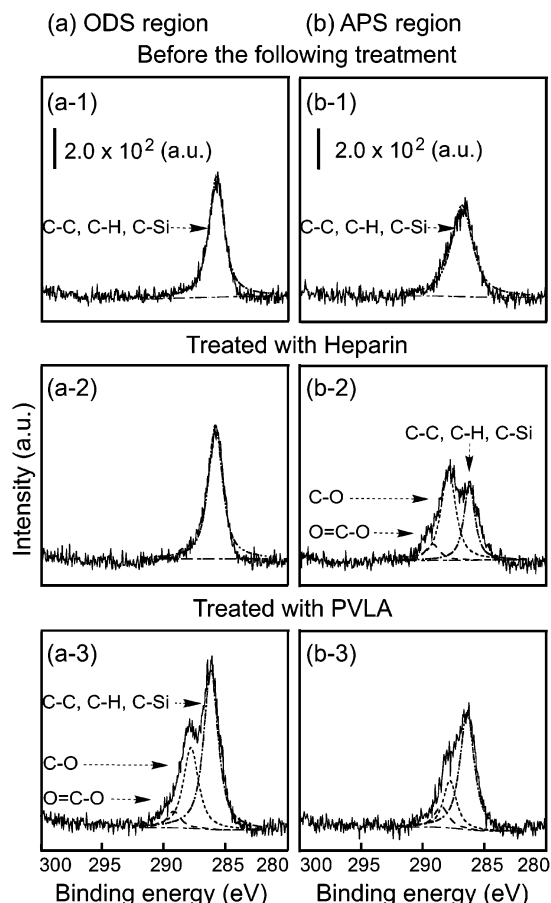 (a) ODS region (b) APS region
Before the following treatment
(a-1) (b-1)
2.0 x 10² (a.u.) 2.0 x 10² (a.u.)
C-C, C-H, C-Si C-C, C-H, C-Si
Treated with Heparin
(a-2) (b-2)
C-C, C-H, C-Si
C-O
O=C-O
Intensity (a.u.)
Treated with PVLA
(a-3) (b-3)
C-C, C-H, C-Si
C-O
O=C-O
300 295 290 285 280 300 295 290 285 280
Binding energy (eV) Binding energy (eV)